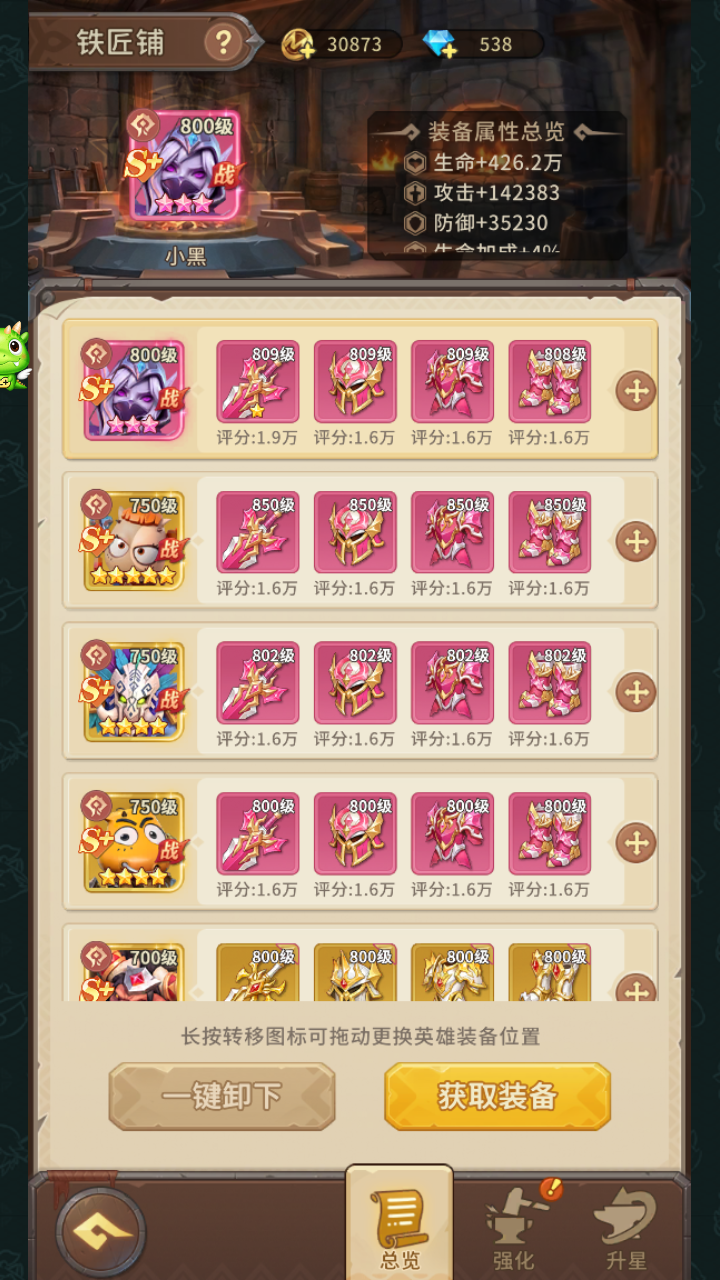 铁匠铺 ? 30873 538
800级
S+
战
小黑
装备属性总览
生命+426.2万
攻击+142383
防御+35230
800级 809级 809级 809级 808级
S+ 战
评分:1.9万 评分:1.6万 评分:1.6万 评分:1.6万
750级 850级 850级 850级 850级
S+ 战
评分:1.6万 评分:1.6万 评分:1.6万 评分:1.6万
750级 802级 802级 802级 802级
S+ 战
评分:1.6万 评分:1.6万 评分:1.6万 评分:1.6万
750级 800级 800级 800级 800级
S+ 战
评分:1.6万 评分:1.6万 评分:1.6万 评分:1.6万
700级 800级 800级 800级 800级
S+
长按转移图标可拖动更换英雄装备位置
一键卸下 获取装备
总览 强化 升星